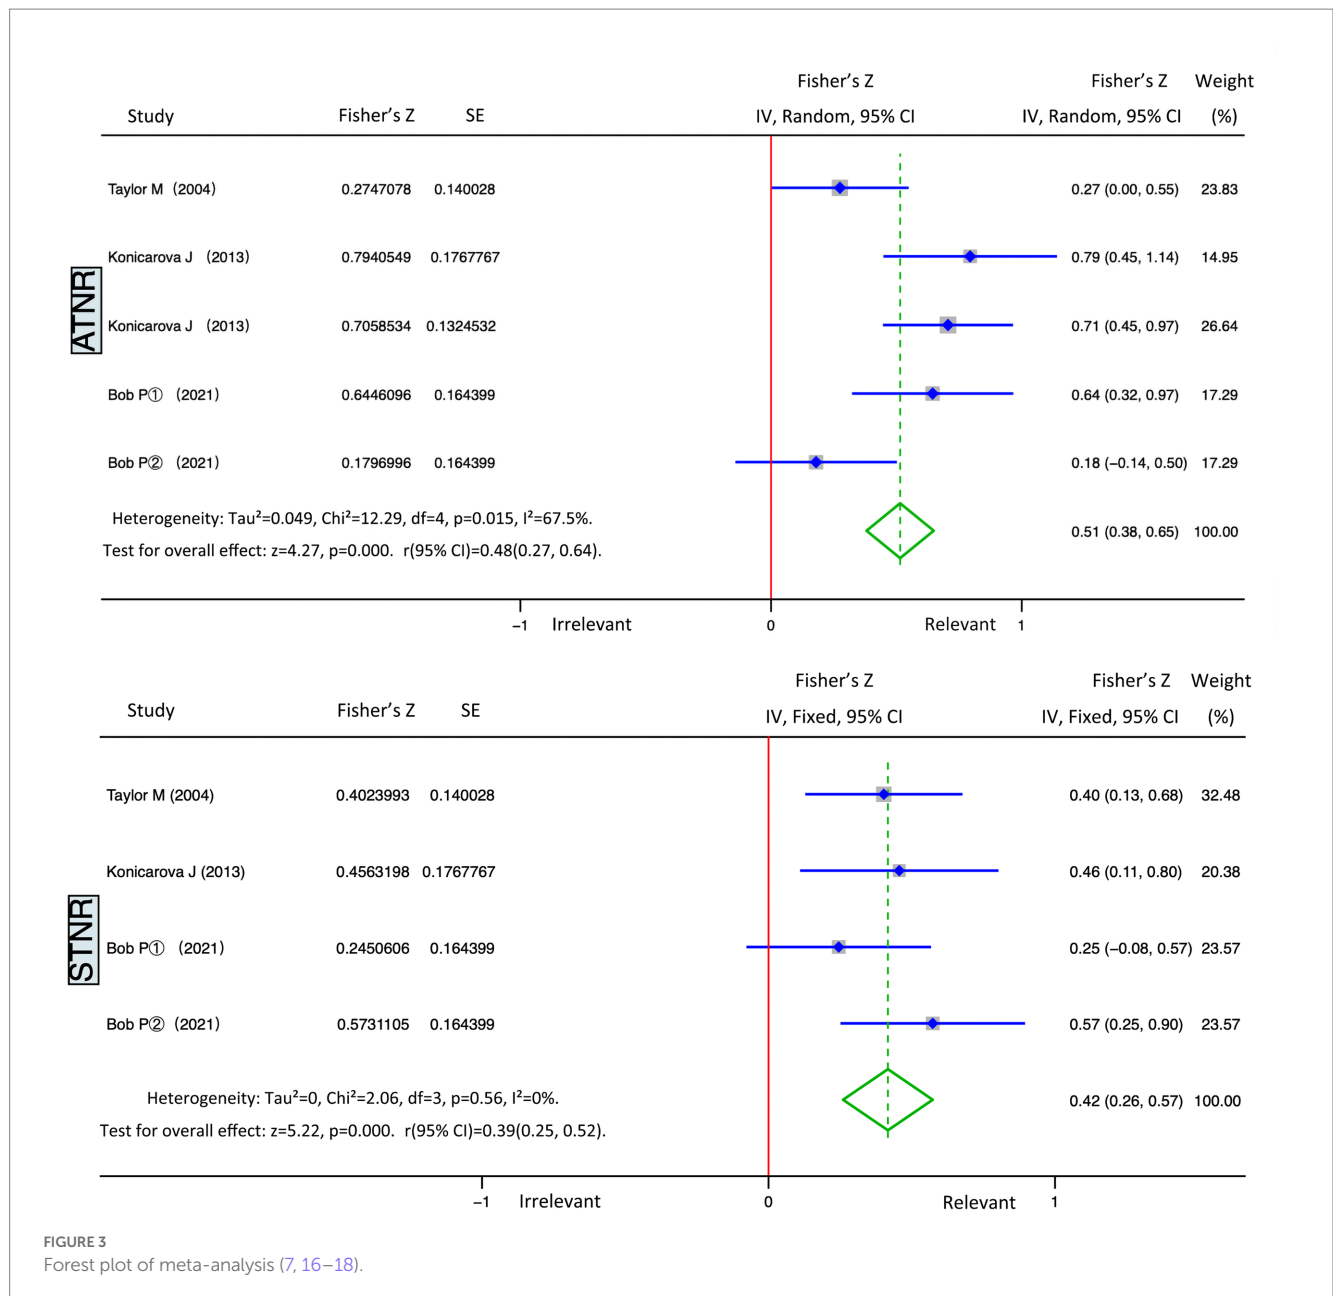 Fisher's Z Fisher's Z Weight
Study Fisher's Z SE IV, Random, 95% CI IV, Random, 95% CI (%)
ATNR
Taylor M (2004) 0.2747078 0.140028 0.27 (0.00, 0.55) 23.83
Konicarova J (2013) 0.7940549 0.1767767 0.79 (0.45, 1.14) 14.95
Konicarova J (2013) 0.7058534 0.1324532 0.71 (0.45, 0.97) 26.64
Bob P① (2021) 0.6446096 0.164399 0.64 (0.32, 0.97) 17.29
Bob P② (2021) 0.1796996 0.164399 0.18 (−0.14, 0.50) 17.29
Heterogeneity: Tau²=0.049, Chi²=12.29, df=4, p=0.015, I²=67.5%.
0.51 (0.38, 0.65) 100.00
Test for overall effect: z=4.27, p=0.000. r(95% CI)=0.48(0.27, 0.64).
−1 Irrelevant 0 Relevant 1
Fisher's Z Fisher's Z Weight
Study Fisher's Z SE IV, Fixed, 95% CI IV, Fixed, 95% CI (%)
STNR
Taylor M (2004) 0.4023993 0.140028 0.40 (0.13, 0.68) 32.48
Konicarova J (2013) 0.4563198 0.1767767 0.46 (0.11, 0.80) 20.38
Bob P① (2021) 0.2450606 0.164399 0.25 (−0.08, 0.57) 23.57
Bob P② (2021) 0.5731105 0.164399 0.57 (0.25, 0.90) 23.57
Heterogeneity: Tau²=0, Chi²=2.06, df=3, p=0.56, I²=0%.
0.42 (0.26, 0.57) 100.00
Test for overall effect: z=5.22, p=0.000. r(95% CI)=0.39(0.25, 0.52).
−1 Irrelevant 0 Relevant 1
FIGURE 3
Forest plot of meta-analysis (7, 16–18).